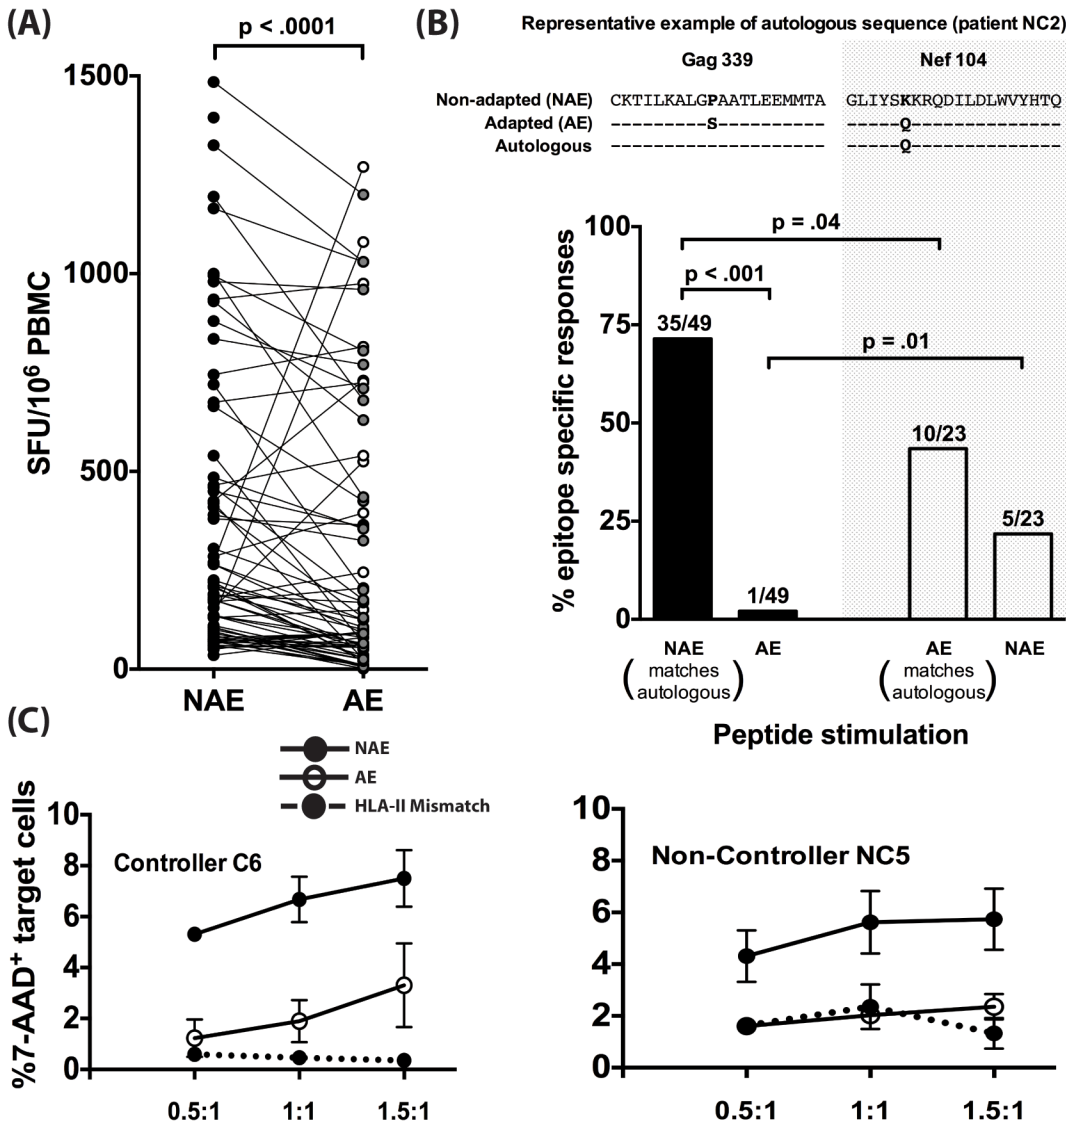 (A)
p < .0001
1500
1000
500
0
SFU/10⁶ PBMC
NAE
AE
(B)
Representative example of autologous sequence (patient NC2)
Gag 339
Nef 104
Non-adapted (NAE) CKTILKALGPAATLEEMMTA GLIYSKKRQDILDLWVYHTQ
Adapted (AE) ---------S---------- -----Q--------------
Autologous -------------------- -----Q--------------
100
75
50
25
0
% epitope specific responses
p = .04
p < .001
p = .01
35/49
1/49
10/23
5/23
NAE
(matches autologous)
AE
AE
(matches autologous)
NAE
Peptide stimulation
(C)
NAE
AE
HLA-II Mismatch
%7-AAD⁺ target cells
10
8
6
4
2
0
Controller C6
0.5:1
1:1
1.5:1
10
8
6
4
2
0
Non-Controller NC5
0.5:1
1:1
1.5:1